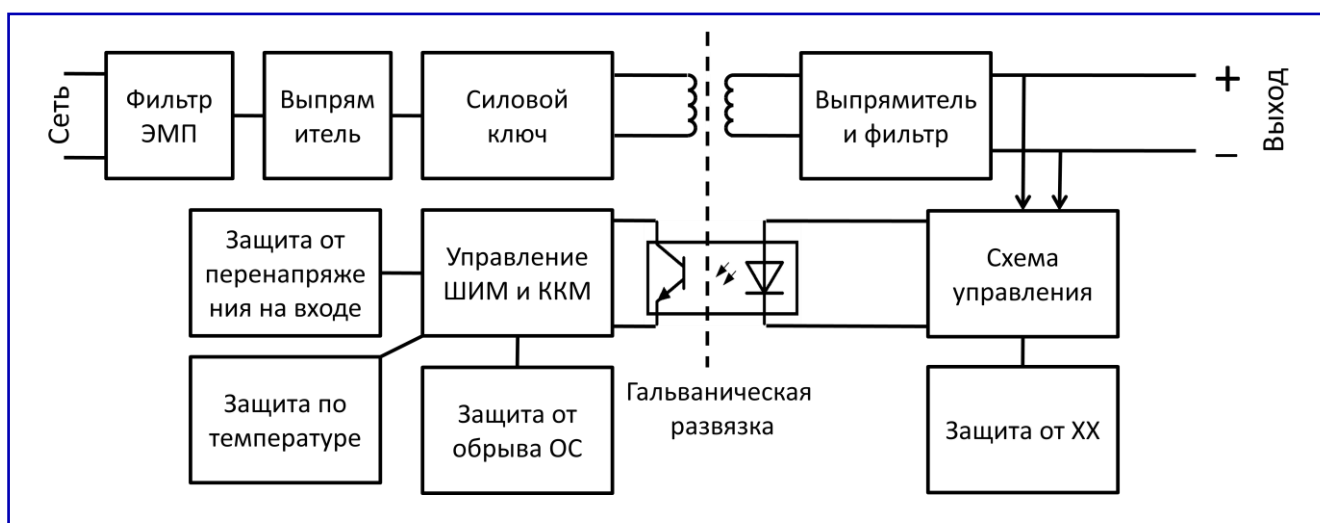 Сеть
Фильтр
ЭМП
Выпрям
итель
Силовой
ключ
Выпрямитель
и фильтр
+
−
Выход
Защита от
перенапряже
ния на входе
Управление
ШИМ и ККМ
Схема
управления
Защита по
температуре
Защита от
обрыва ОС
Гальваническая
развязка
Защита от ХХ